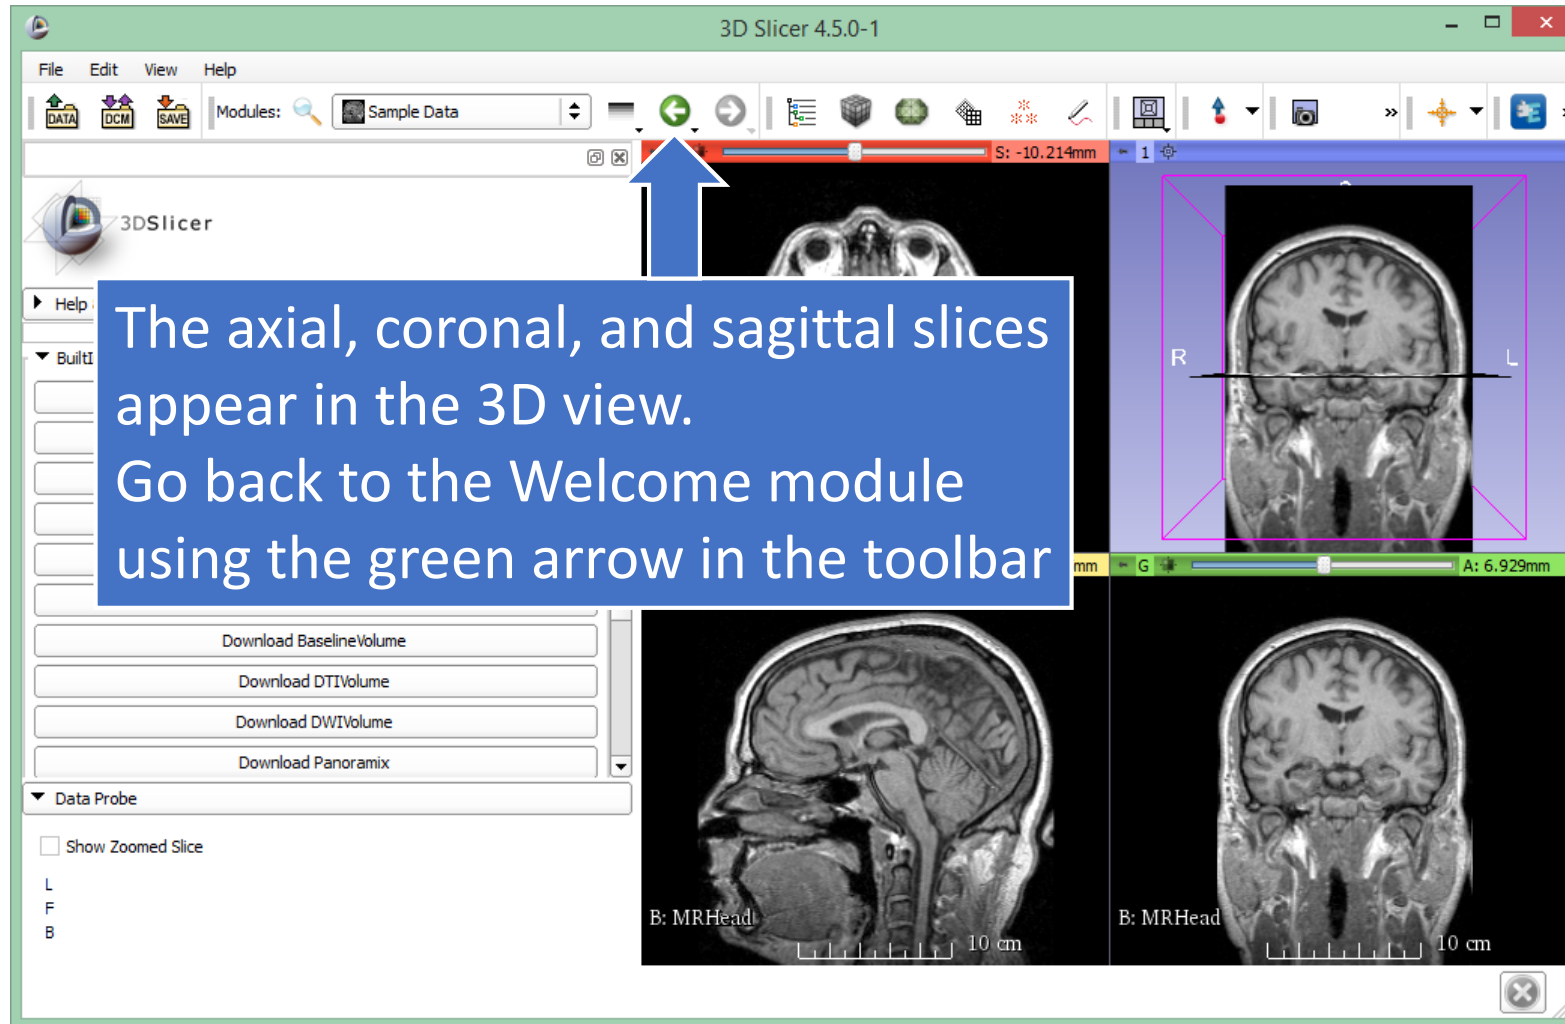 3D Slicer 4.5.0-1
File Edit View Help
DATA DCM SAVE Modules: Sample Data
S: -10.214mm
1
3DSlicer
Help
The axial, coronal, and sagittal slices
appear in the 3D view.
Go back to the Welcome module
using the green arrow in the toolbar
R L
BuiltI
mm
G A: 6.929mm
Download BaselineVolume
Download DTIVolume
Download DWIVolume
Download Panoramix
Data Probe
Show Zoomed Slice
L
F
B
B: MRHead 10 cm
B: MRHead 10 cm